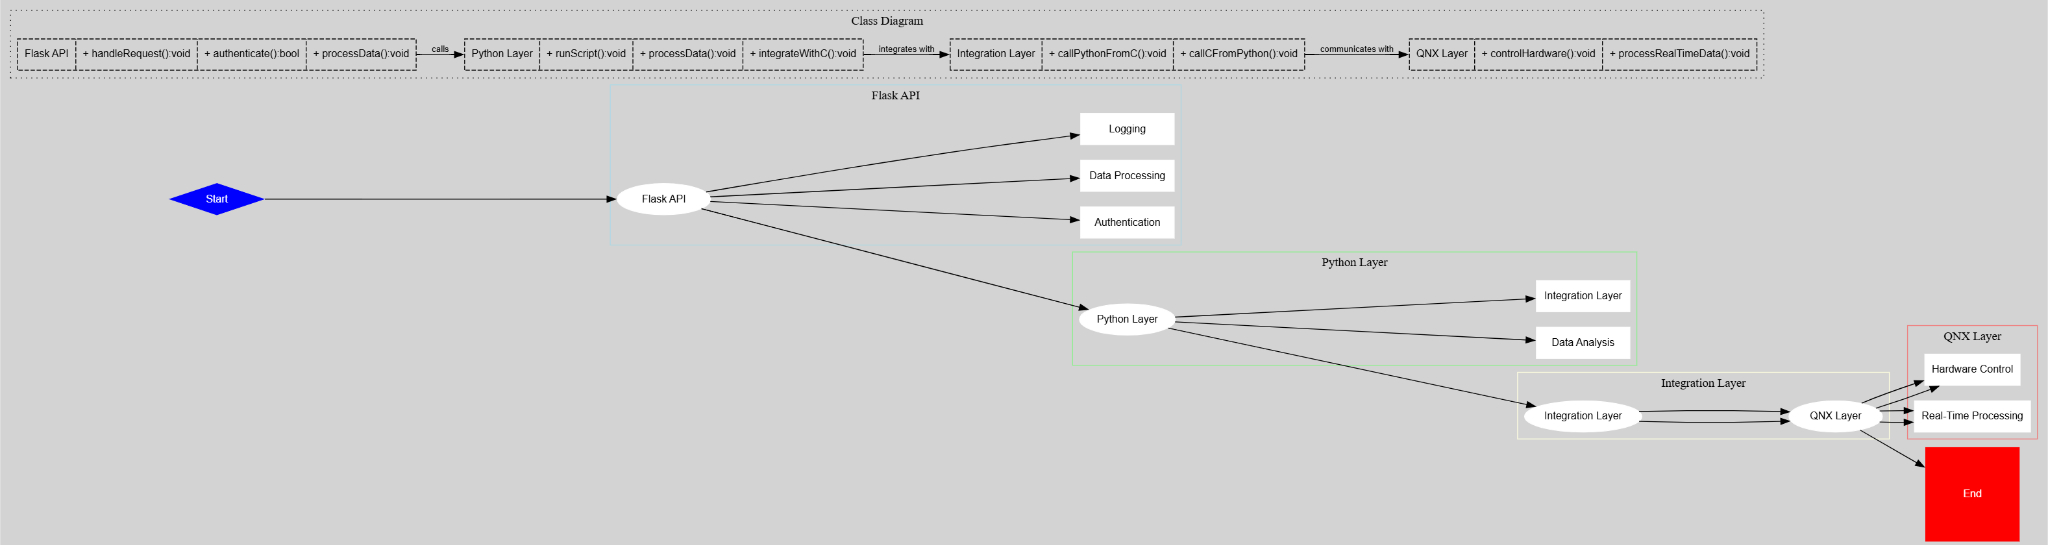 Class Diagram
Flask API + handleRequest():void + authenticate():bool + processData():void calls Python Layer + runScript():void + processData():void + integrateWithC():void integrates with Integration Layer + callPythonFromC():void + callCFromPython():void communicates with QNX Layer + controlHardware():void + processRealTimeData():void
Flask API
Logging
Data Processing
Start Flask API
Authentication
Python Layer
Integration Layer
Python Layer
Data Analysis
QNX Layer
Hardware Control
Integration Layer
Integration Layer QNX Layer Real-Time Processing
End